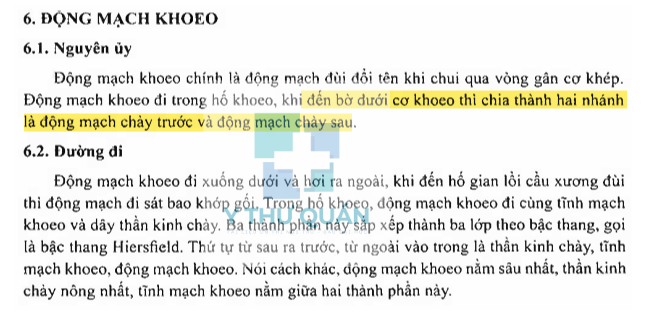 6. ĐỘNG MẠCH KHOEO
6.1. Nguyên ủy
Động mạch khoeo chính là động mạch đùi đổi tên khi chui qua vòng gân cơ khép.
Động mạch khoeo đi trong hố khoeo, khi đến bờ dưới cơ khoeo thì chia thành hai nhánh
là động mạch chày trước và động mạch chày sau.
6.2. Đường đi
Động mạch khoeo đi xuống dưới và hơi ra ngoài, khi đến hố gian lồi cầu xương đùi
thì động mạch đi sát bao khớp gối. Trong hố khoeo, động mạch khoeo đi cùng tĩnh mạch
khoeo và dây thần kinh chày. Ba thành phần này sắp xếp thành ba lớp theo bậc thang, gọi
là bậc thang Hiersfield. Thứ tự từ sau ra trước, từ ngoài vào trong là thần kinh chày, tĩnh
mạch khoeo, động mạch khoeo. Nói cách khác, động mạch khoeo nằm sâu nhất, thần kinh
chày nông nhất, tĩnh mạch khoeo nằm giữa hai thành phần này.
Y THƯ QUÁN